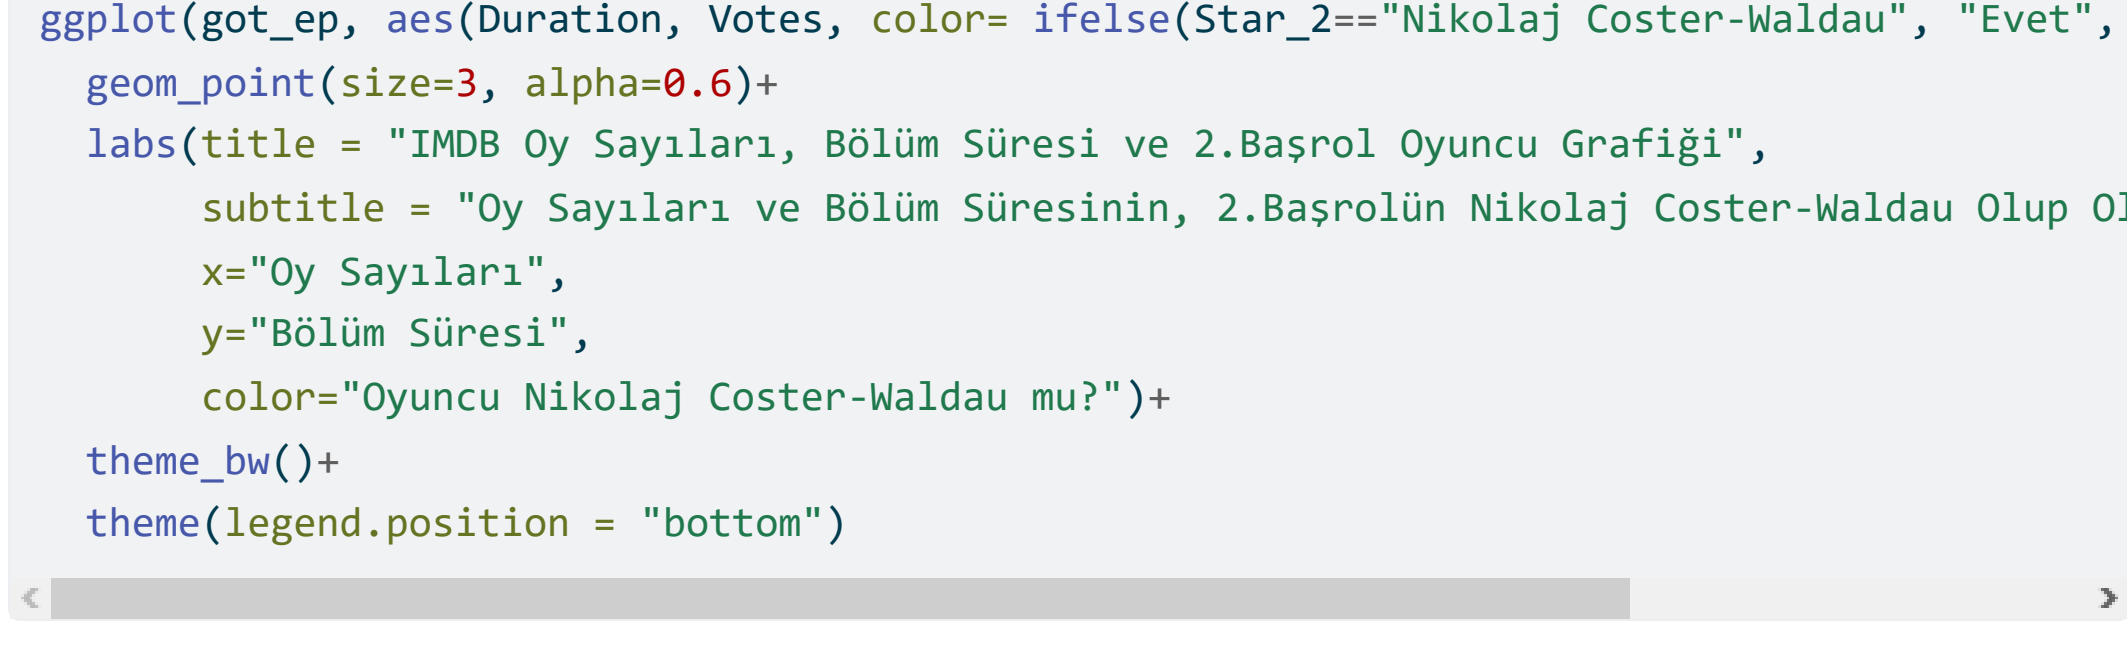 ggplot(got_ep, aes(Duration, Votes, color= ifelse(Star_2=="Nikolaj Coster-Waldau", "Evet",
geom_point(size=3, alpha=0.6)+
labs(title = "IMDB Oy Sayıları, Bölüm Süresi ve 2.Başrol Oyuncu Grafiği",
subtitle = "Oy Sayıları ve Bölüm Süresinin, 2.Başrolün Nikolaj Coster-Waldau Olup
x="Oy Sayıları",
y="Bölüm Süresi",
color="Oyuncu Nikolaj Coster-Waldau mu?")+
theme_bw()+
theme(legend.position = "bottom")